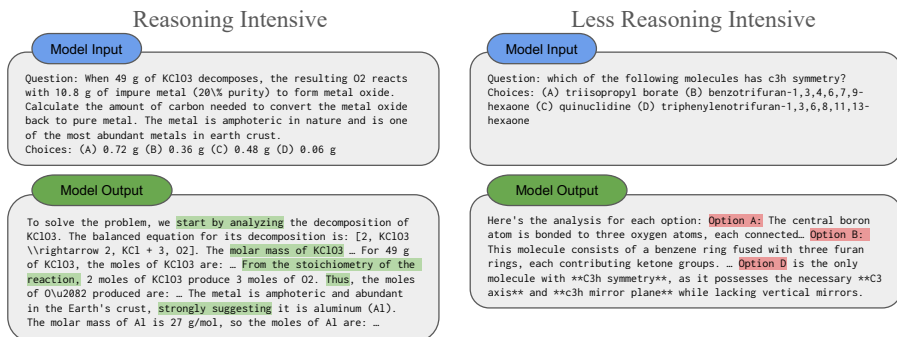 Reasoning Intensive
Model Input
Question: When 49 g of KClO3 decomposes, the resulting O2 reacts
with 10.8 g of impure metal (20\% purity) to form metal oxide.
Calculate the amount of carbon needed to convert the metal oxide
back to pure metal. The metal is amphoteric in nature and is one
of the most abundant metals in earth crust.
Choices: (A) 0.72 g (B) 0.36 g (C) 0.48 g (D) 0.06 g
Model Output
To solve the problem, we start by analyzing the decomposition of
KClO3. The balanced equation for its decomposition is: [2, KClO3
\\rightarrow 2, KCl + 3, O2]. The molar mass of KClO3 … For 49 g
of KClO3, the moles of KClO3 are: … From the stoichiometry of the
reaction, 2 moles of KClO3 produce 3 moles of O2. Thus, the moles
of O\u2082 produced are: … The metal is amphoteric and abundant
in the Earth's crust, strongly suggesting it is aluminum (Al).
The molar mass of Al is 27 g/mol, so the moles of Al are: …
Less Reasoning Intensive
Model Input
Question: which of the following molecules has c3h symmetry?
Choices: (A) triisopropyl borate (B) benzotrifuran-1,3,4,6,7,9-
hexaone (C) quinuclidine (D) triphenylenotrifuran-1,3,6,8,11,13-
hexaone
Model Output
Here's the analysis for each option: Option A: The central boron
atom is bonded to three oxygen atoms, each connected… Option B:
This molecule consists of a benzene ring fused with three furan
rings, each contributing ketone groups. … Option D is the only
molecule with **C3h symmetry**, as it possesses the necessary **C3
axis** and **c3h mirror plane** while lacking vertical mirrors.